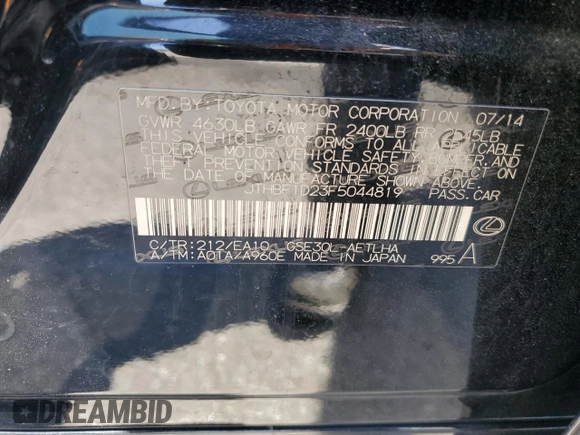 MFD. BY: TOYOTA MOTOR CORPORATION 07/14
GVWR 4630LB GAWR FR 2400LB RR
THIS VEHICLE CONFORMS TO ALL APPLICABLE
FEDERAL MOTOR VEHICLE SAFETY, BUMPER, AND
THEFT PREVENTION STANDARDS IN EFFECT ON
THE DATE OF MANUFACTURE SHOWN ABOVE.
JTHBF1D23F5044819 PASS. CAR
C/TR: 212/EA10 GSE30L-AETLHA
A/TM: A01A/A960E MADE IN JAPAN 995 A
DREAMBID